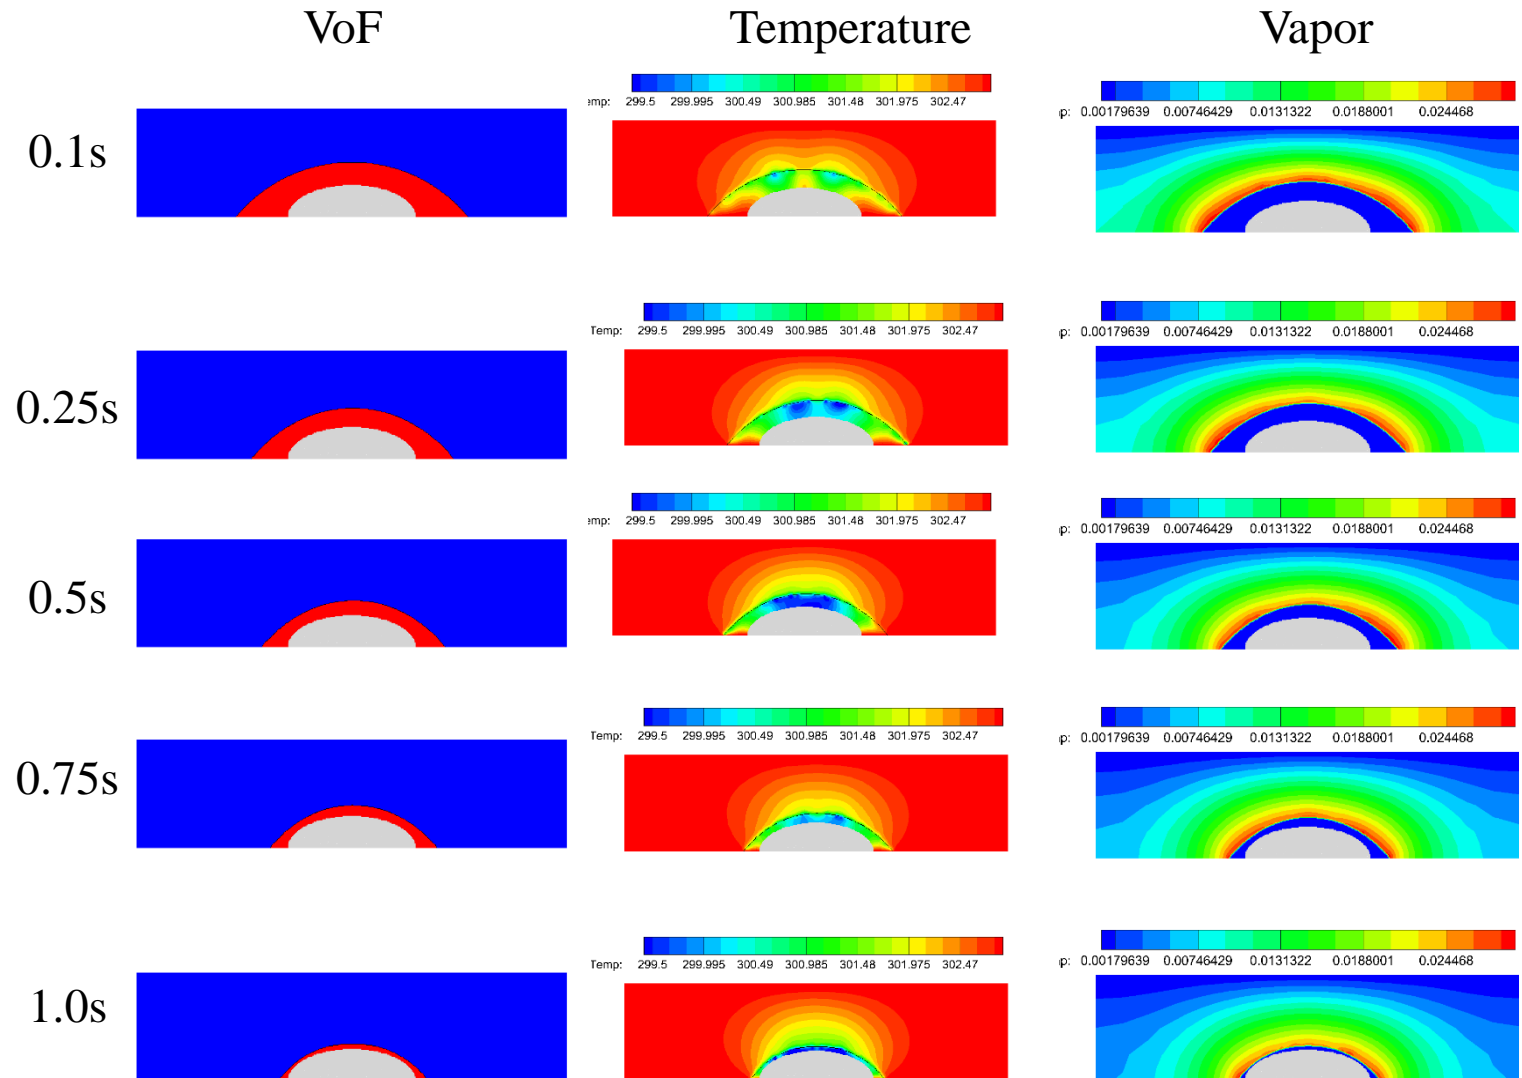 VoF Temperature Vapor
emp: 299.5 299.995 300.49 300.985 301.48 301.975 302.47
p: 0.00179639 0.00746429 0.0131322 0.0188001 0.024468
0.1s
Temp: 299.5 299.995 300.49 300.985 301.48 301.975 302.47
p: 0.00179639 0.00746429 0.0131322 0.0188001 0.024468
0.25s
emp: 299.5 299.995 300.49 300.985 301.48 301.975 302.47
p: 0.00179639 0.00746429 0.0131322 0.0188001 0.024468
0.5s
Temp: 299.5 299.995 300.49 300.985 301.48 301.975 302.47
p: 0.00179639 0.00746429 0.0131322 0.0188001 0.024468
0.75s
Temp: 299.5 299.995 300.49 300.985 301.48 301.975 302.47
p: 0.00179639 0.00746429 0.0131322 0.0188001 0.024468
1.0s